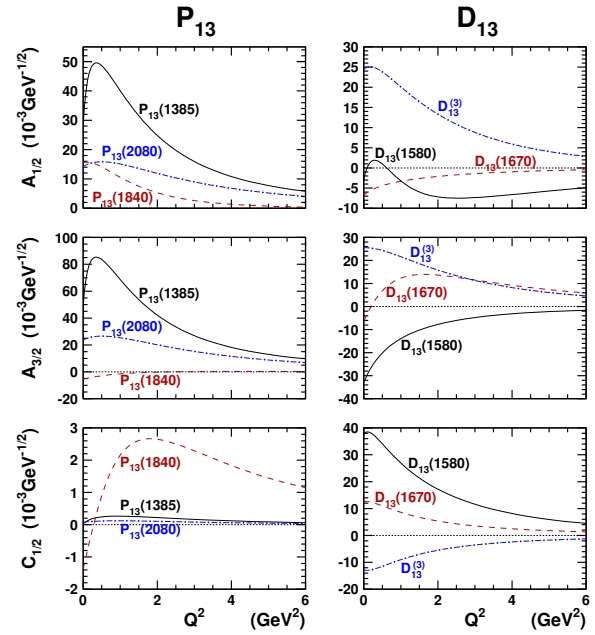 P13
D13
A1/2 (10-3GeV-1/2)
50
40
30
20
10
0
P13(1385)
P13(2080)
P13(1840)
25
20
15
10
5
0
-5
-10
D13(3)
D13(1580)
D13(1670)
A3/2 (10-3GeV-1/2)
100
80
60
40
20
0
-20
P13(1385)
P13(2080)
P13(1840)
30
20
10
0
-10
-20
-30
-40
D13(3)
D13(1670)
D13(1580)
C1/2 (10-3GeV-1/2)
3
2
1
0
-1
-2
P13(1840)
P13(1385)
P13(2080)
0 2 4 6
Q2 (GeV2)
40
30
20
10
0
-10
-20
D13(1580)
D13(1670)
D13(3)
0 2 4 6
Q2 (GeV2)